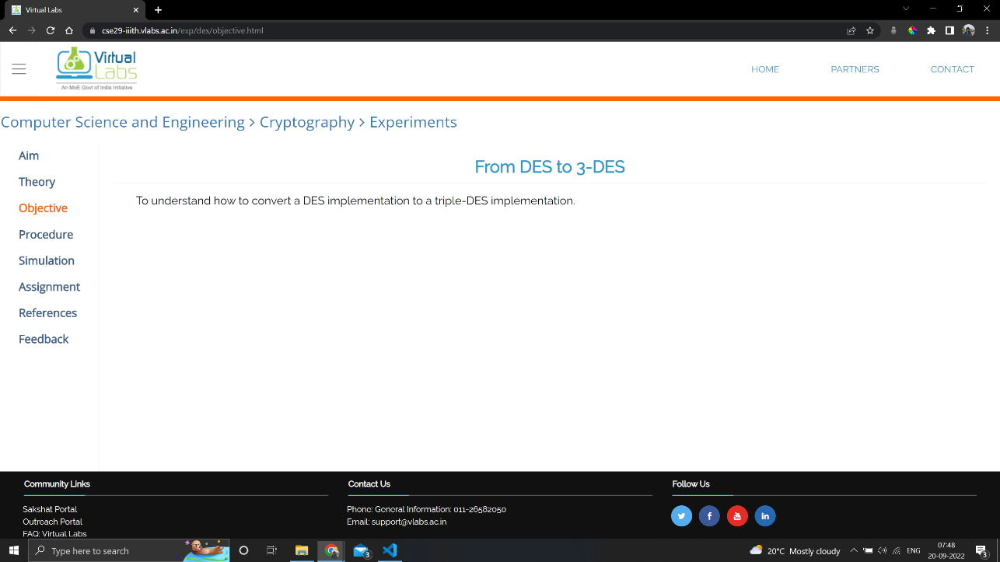 Virtual Labs
cse29-iiith.vlabs.ac.in/exp/des/objective.html
Virtual
Labs
An MoE Govt of India Initiative
HOME PARTNERS CONTACT
Computer Science and Engineering > Cryptography > Experiments
Aim
Theory
Objective
Procedure
Simulation
Assignment
References
Feedback
From DES to 3-DES
To understand how to convert a DES implementation to a triple-DES implementation.
Community Links
Sakshat Portal
Outreach Portal
FAQ: Virtual Labs
Contact Us
Phone: General Information: 011-26582050
Email: support@vlabs.ac.in
Follow Us
You
Tube
Type here to search
3
20°C Mostly cloudy
ENG
07:48
20-09-2022
3